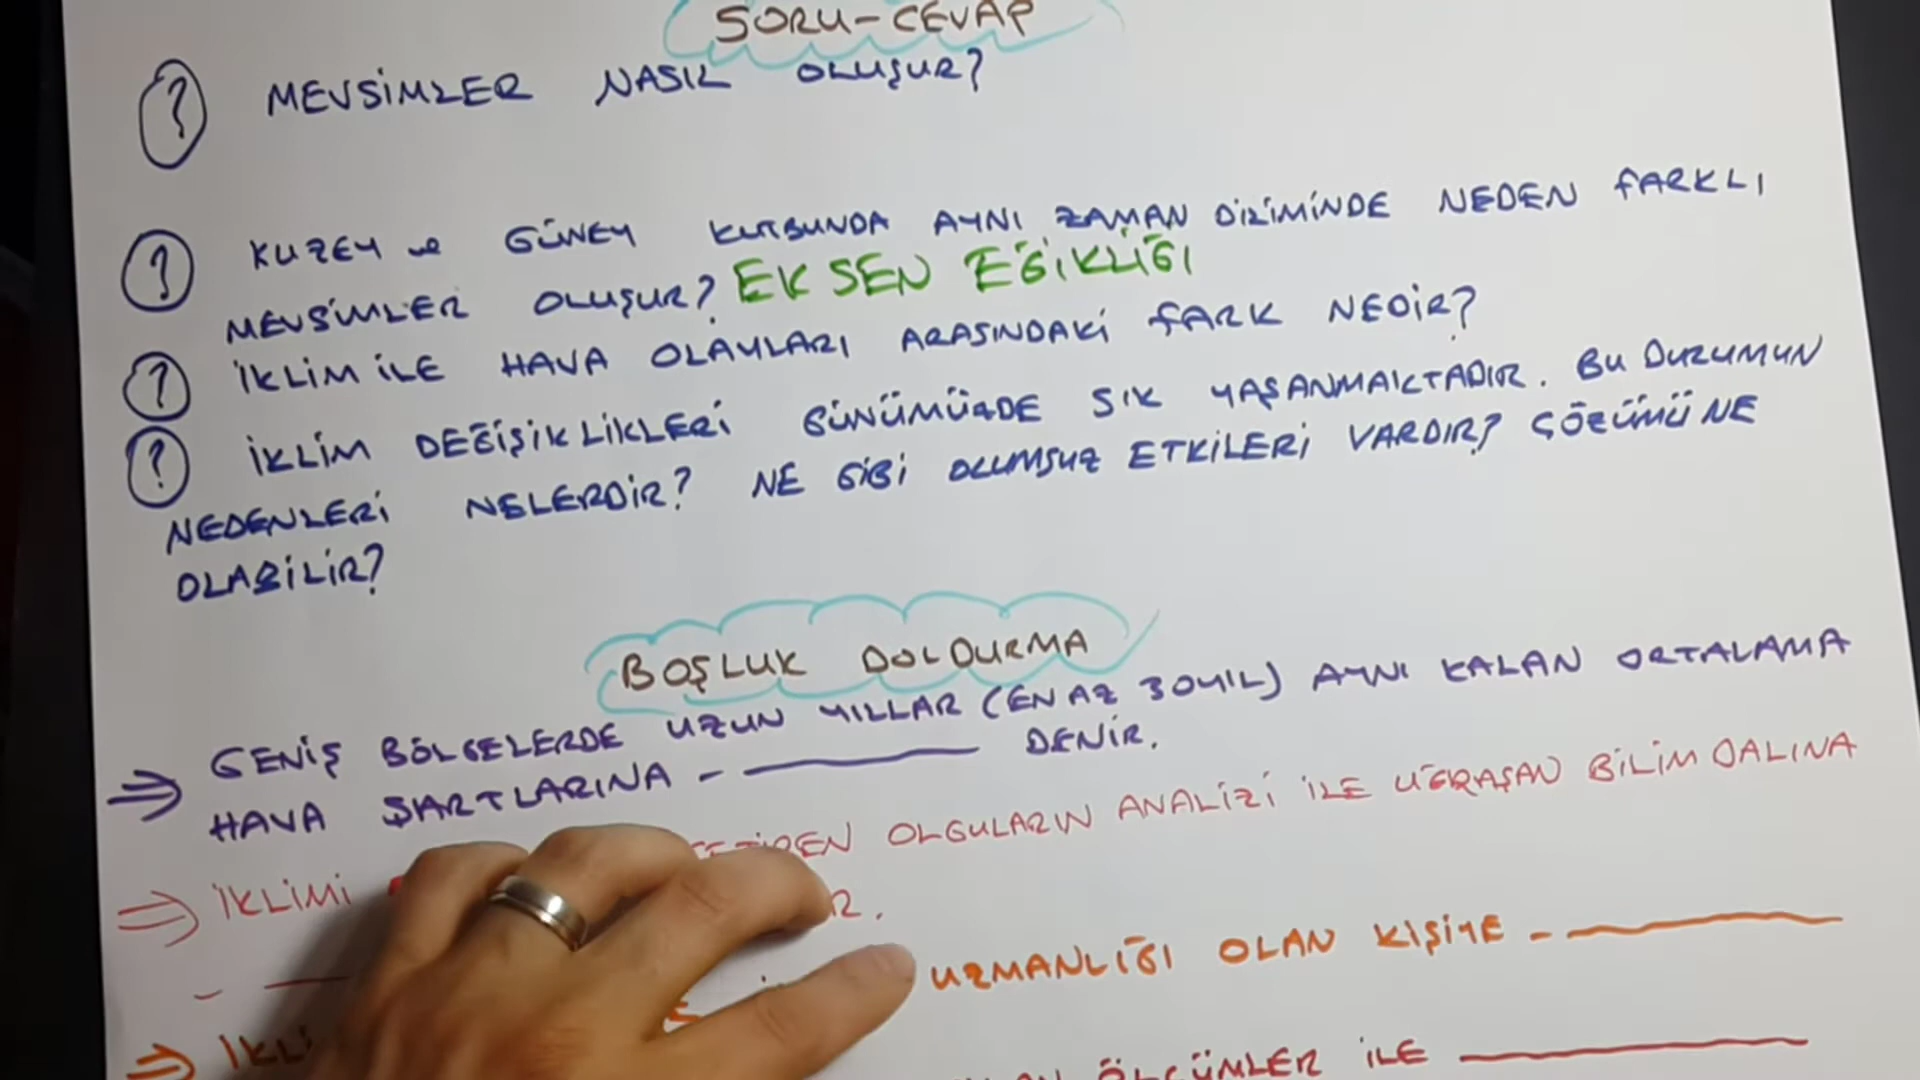 SORU-CEVAP
? MEVSİMLER NASIL OLUŞUR?
? KUZEY ve GÜNEY KUTBUNDA AYNI ZAMAN DİLİMİNDE NEDEN FARKLI
MEVSİMLER OLUŞUR? EKSEN EĞİKLİĞİ
? İKLİM İLE HAVA OLAYLARI ARASINDAKİ FARK NEDİR?
? İKLİM DEĞİŞİKLİKLERİ GÜNÜMÜZDE SIK YAŞANMAKTADIR. BU DURUMUN
NEDENLERİ NELERDİR? NE GİBİ OLUMSUZ ETKİLERİ VARDIR? ÇÖZÜMÜ NE
OLABİLİR?
BOŞLUK DOLDURMA
⇒ GENİŞ BÖLGELERDE UZUN YILLAR (EN AZ 30 YIL) AYNI KALAN ORTALAMA
HAVA ŞARTLARINA - ________ DENİR.
⇒ İKLİMİ OLGULARIN ANALİZİ İLE UĞRAŞAN BİLİM DALINA
⇒ UZMANLIĞI OLAN KİŞİYE - ________
ÖLÇÜMLER İLE ________